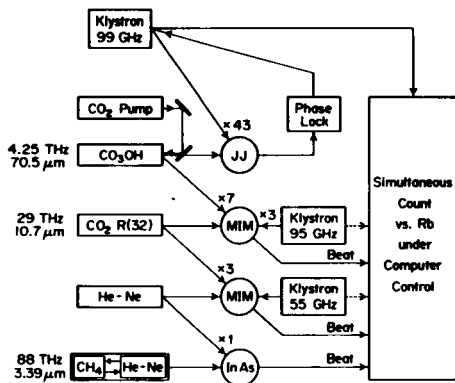 Klystron
99 GHz
CO₂ Pump
×43
Phase
Lock
4.25 THz
70.5 μm
CO₃OH
JJ
×7
29 THz
10.7 μm
CO₂ R(32)
MIM
×3
Klystron
95 GHz
Beat
×3
He-Ne
MIM
Klystron
55 GHz
Beat
×1
88 THz
3.39 μm
CH₄
He-Ne
InAs
Beat
Simultaneous
Count
vs. Rb
under
Computer
Control